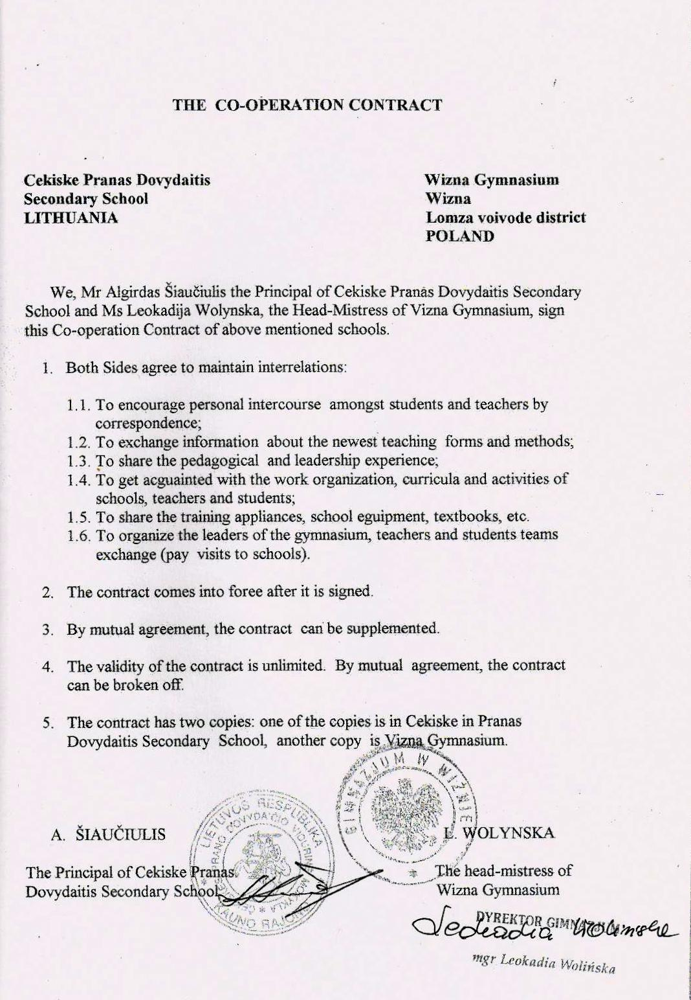 THE CO-OPERATION CONTRACT
Cekiske Pranas Dovydaitis
Secondary School
LITHUANIA
Wizna Gymnasium
Wizna
Lomza voivode district
POLAND
We, Mr Algirdas Šiaučiulis the Principal of Cekiske Pranas Dovydaitis Secondary
School and Ms Leokadija Wolynska, the Head-Mistress of Vizna Gymnasium, sign
this Co-operation Contract of above mentioned schools.
1. Both Sides agree to maintain interrelations:
1.1. To encourage personal intercourse amongst students and teachers by
correspondence;
1.2. To exchange information about the newest teaching forms and methods;
1.3. To share the pedagogical and leadership experience;
1.4. To get acguainted with the work organization, curricula and activities of
schools, teachers and students;
1.5. To share the training appliances, school eguipment, textbooks, etc.
1.6. To organize the leaders of the gymnasium, teachers and students teams
exchange (pay visits to schools).
2. The contract comes into foree after it is signed.
3. By mutual agreement, the contract can be supplemented.
4. The validity of the contract is unlimited. By mutual agreement, the contract
can be broken off.
5. The contract has two copies: one of the copies is in Cekiske in Pranas
Dovydaitis Secondary School, another copy is Vizna Gymnasium.
GIMNAZJUM W WIŹNIE
LIETUVOS RESPUBLIKA
PRANO DOVYDAIČIO VIDURINĖ MOKYKLA
KAUNO RAJONO
A. ŠIAUČIULIS
L. WOLYNSKA
The Principal of Cekiske Pranas
Dovydaitis Secondary School
The head-mistress of
Wizna Gymnasium
DYREKTOR GIMNAZJUM
Leokadia Wolińska
mgr Leokadia Wolińska